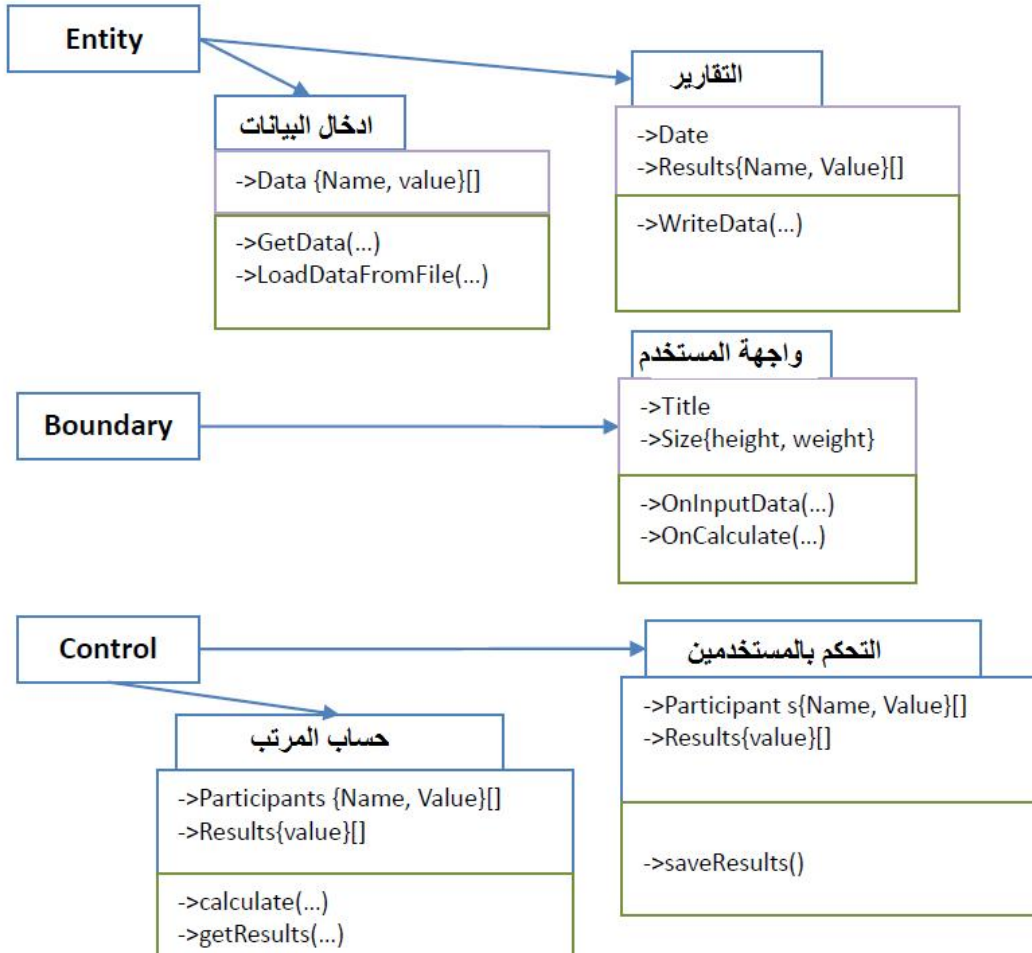 Entity
التقارير
->Date
->Results{Name, Value}[]
->WriteData(...)
ادخال البيانات
->Data {Name, value}[]
->GetData(...)
->LoadDataFromFile(...)
Boundary
واجهة المستخدم
->Title
->Size{height, weight}
->OnInputData(...)
->OnCalculate(...)
Control
التحكم بالمستخدمين
->Participant s{Name, Value}[]
->Results{value}[]
->saveResults()
حساب المرتب
->Participants {Name, Value}[]
->Results{value}[]
->calculate(...)
->getResults(...)